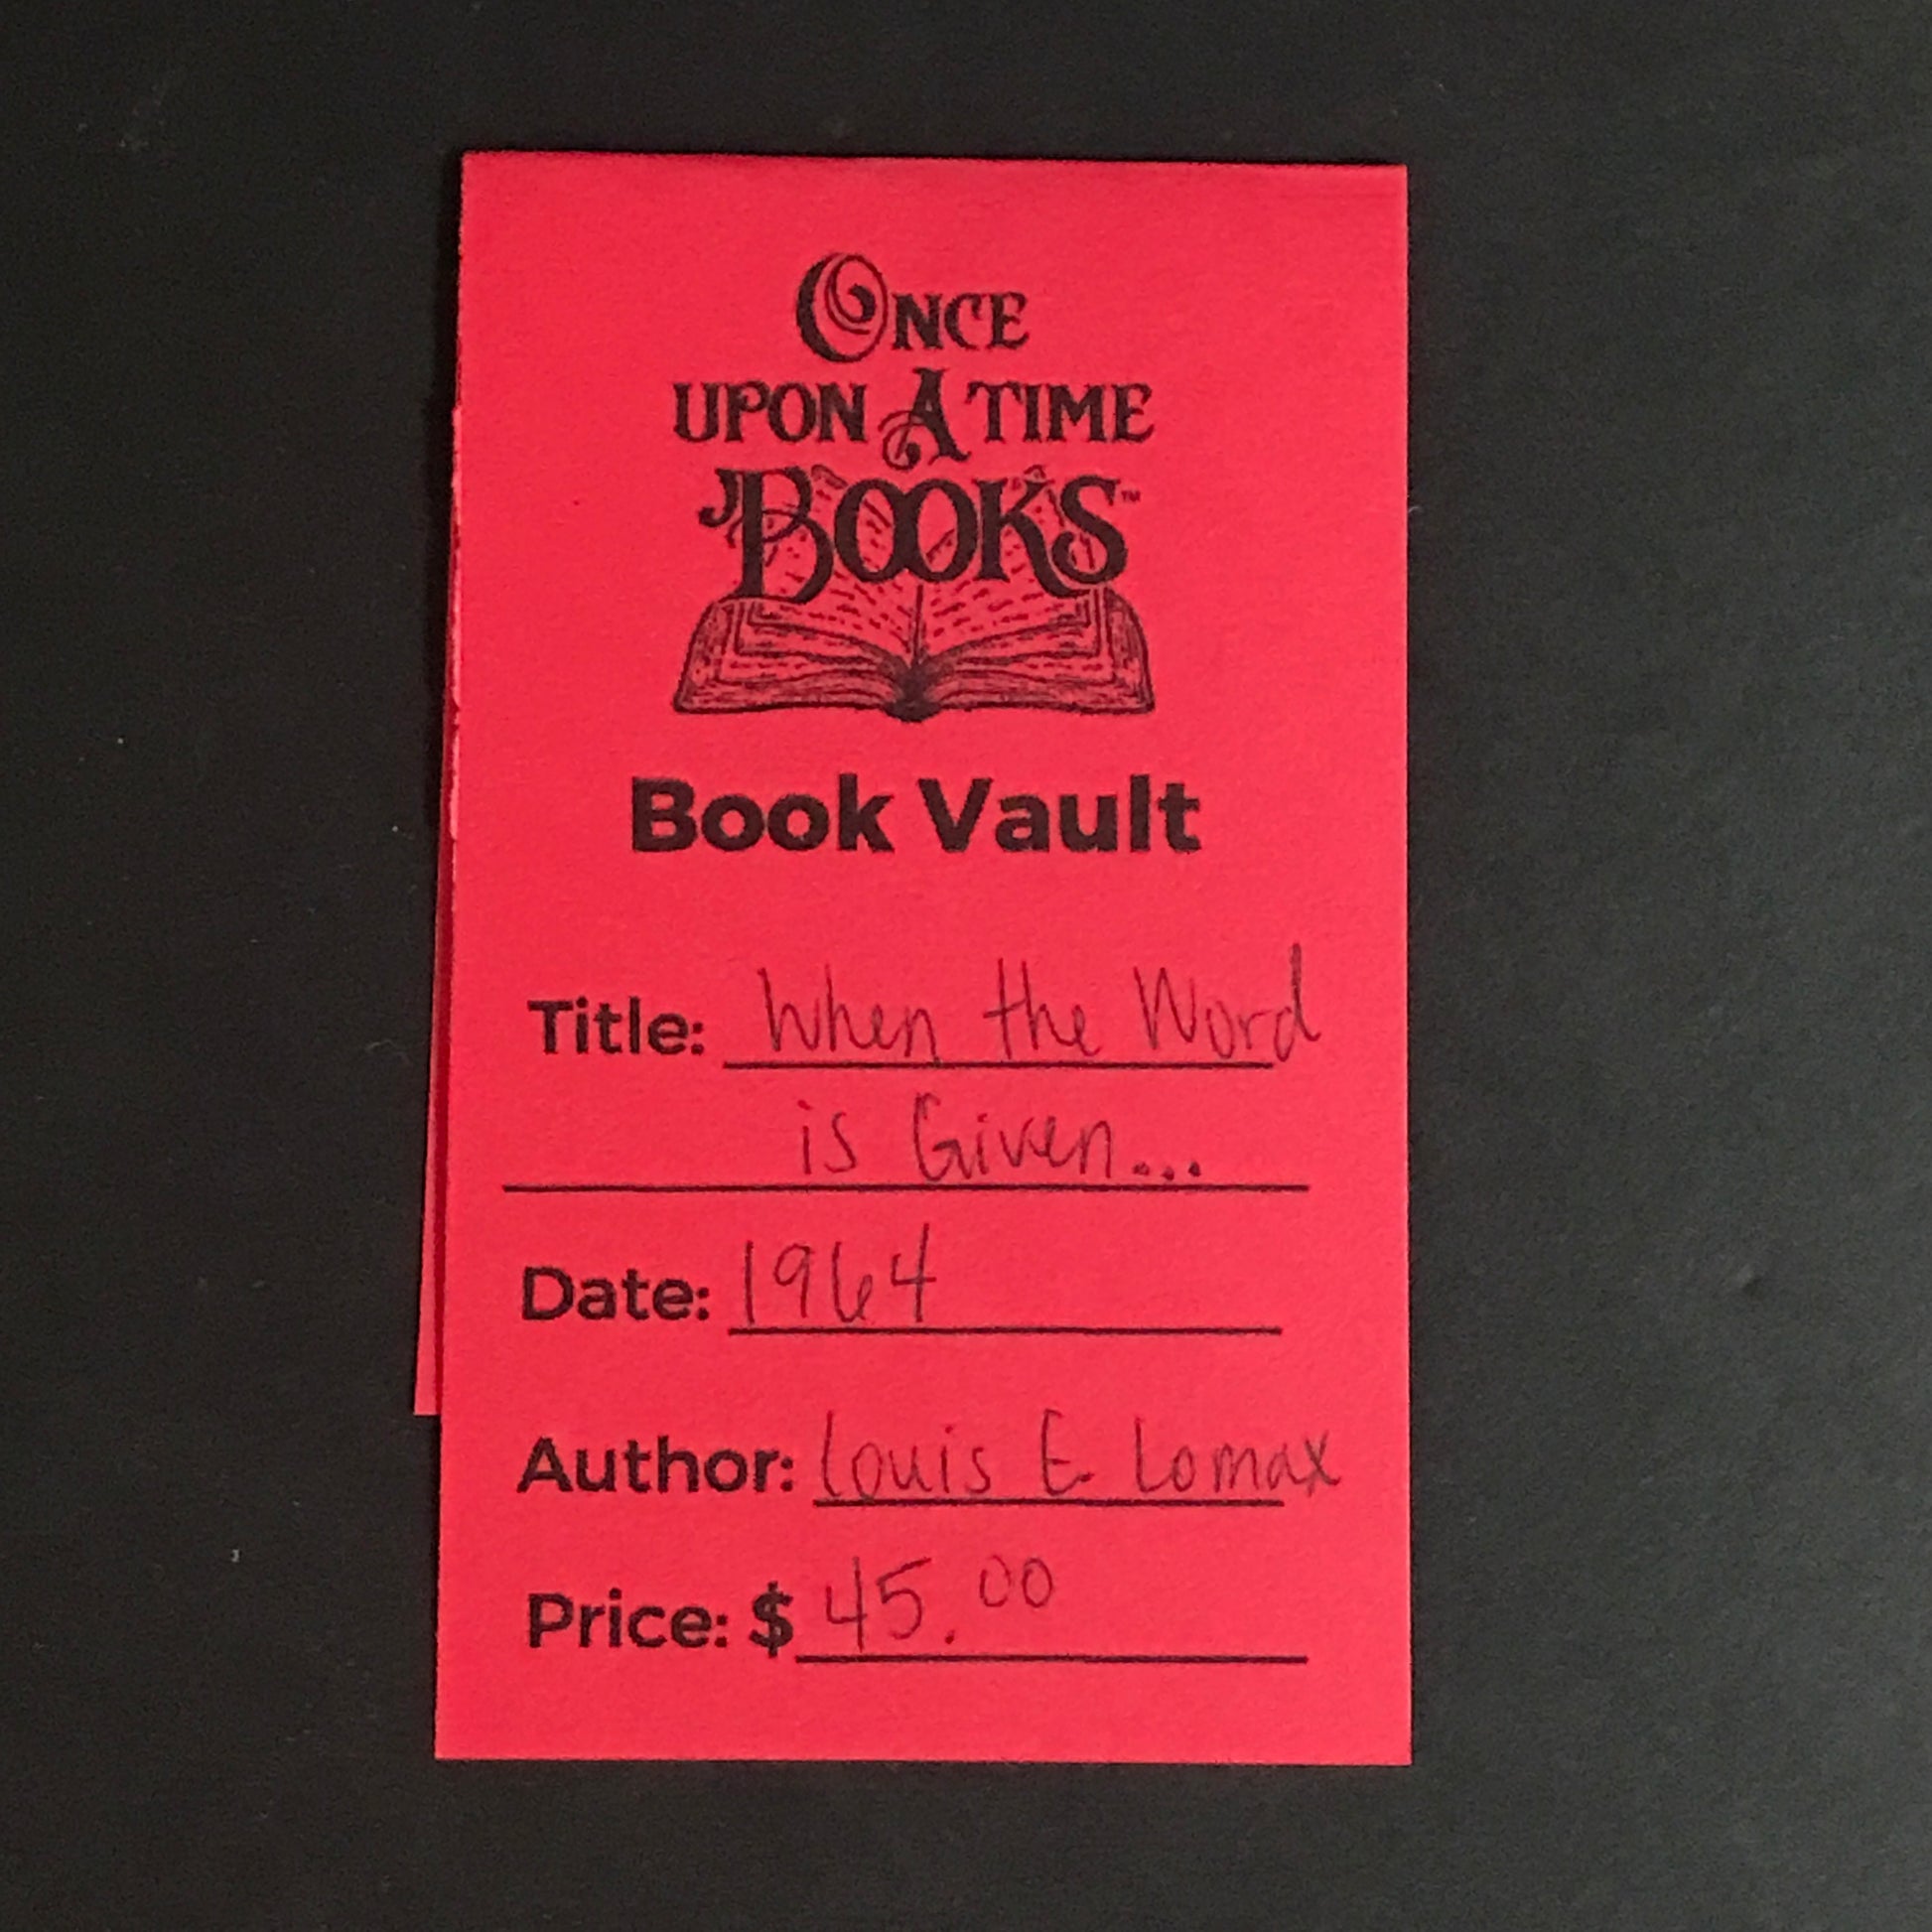 ONCE
UPON A TIME
BOOKS™
Book Vault
Title: When the Word
is Given...
Date: 1964
Author: Louis E. Lomax
Price: $ 45.00